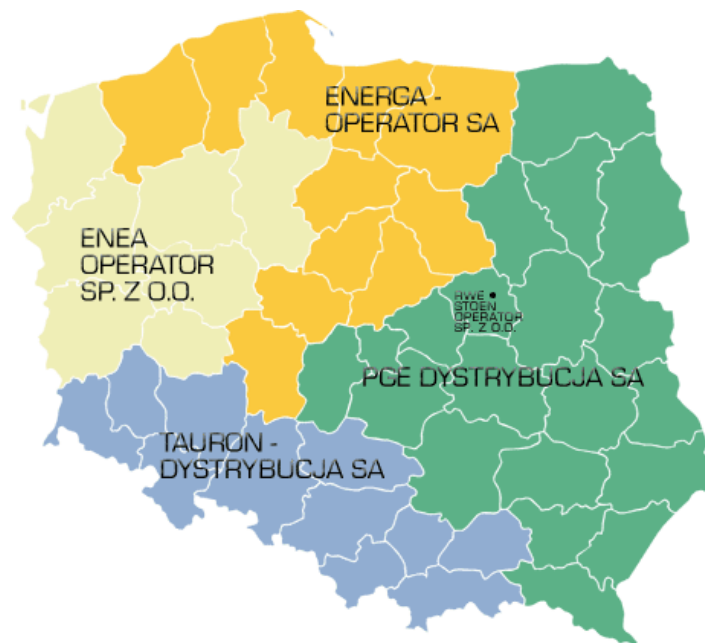 ENERGA -
OPERATOR SA
ENEA
OPERATOR
SP. Z O.O.
RWE
STOEN
OPERATOR
SP. Z O.O.
PGE DYSTRYBUCJA SA
TAURON -
DYSTRYBUCJA SA